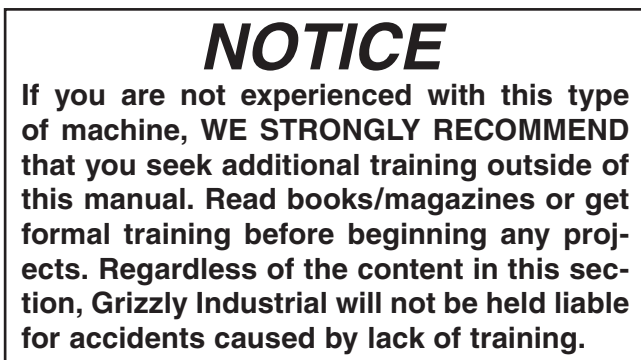 NOTICE
If you are not experienced with this type
of machine, WE STRONGLY RECOMMEND
that you seek additional training outside of
this manual. Read books/magazines or get
formal training before beginning any proj-
ects. Regardless of the content in this sec-
tion, Grizzly Industrial will not be held liable
for accidents caused by lack of training.